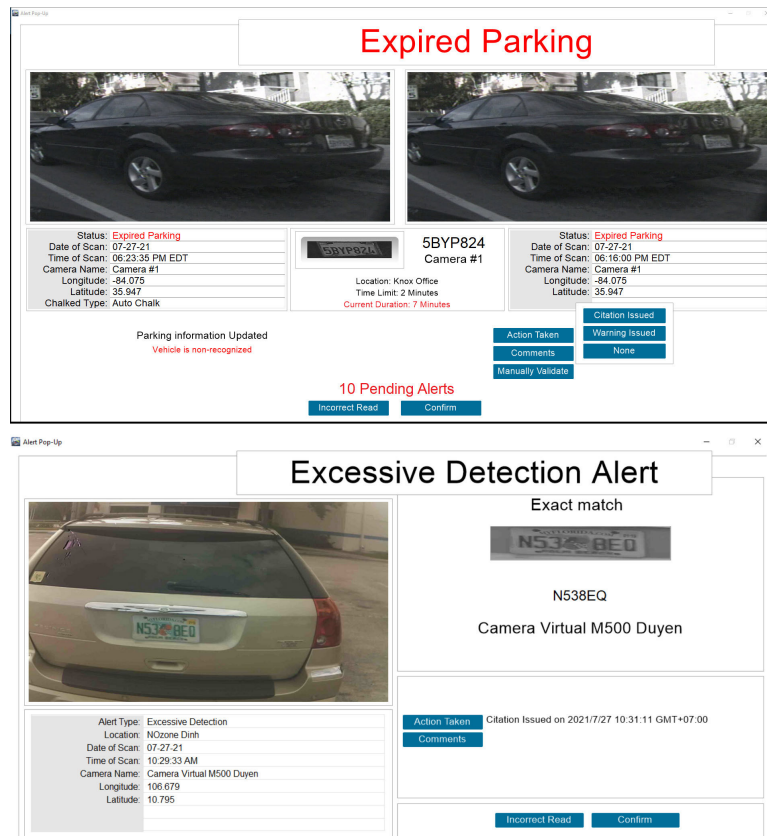 Alert Pop-Up
Expired Parking
Status: Expired Parking
Date of Scan: 07-27-21
Time of Scan: 06:23:35 PM EDT
Camera Name: Camera #1
Longitude: -84.075
Latitude: 35.947
Chalked Type: Auto Chalk
5BYP824
5BYP824
Camera #1
Location: Knox Office
Time Limit: 2 Minutes
Current Duration: 7 Minutes
Status: Expired Parking
Date of Scan: 07-27-21
Time of Scan: 06:16:00 PM EDT
Camera Name: Camera #1
Longitude: -84.075
Latitude: 35.947
Parking information Updated
Vehicle is non-recognized
Action Taken
Comments
Manually Validate
Citation Issued
Warning Issued
None
10 Pending Alerts
Incorrect Read Confirm
Alert Pop-Up
Excessive Detection Alert
N53 8EQ
Exact match
N53 8EQ
N538EQ
Camera Virtual M500 Duyen
Alert Type: Excessive Detection
Location: NOzone Dinh
Date of Scan: 07-27-21
Time of Scan: 10:29:33 AM
Camera Name: Camera Virtual M500 Duyen
Longitude: 106.679
Latitude: 10.795
Action Taken Citation Issued on 2021/7/27 10:31:11 GMT+07:00
Comments
Incorrect Read Confirm